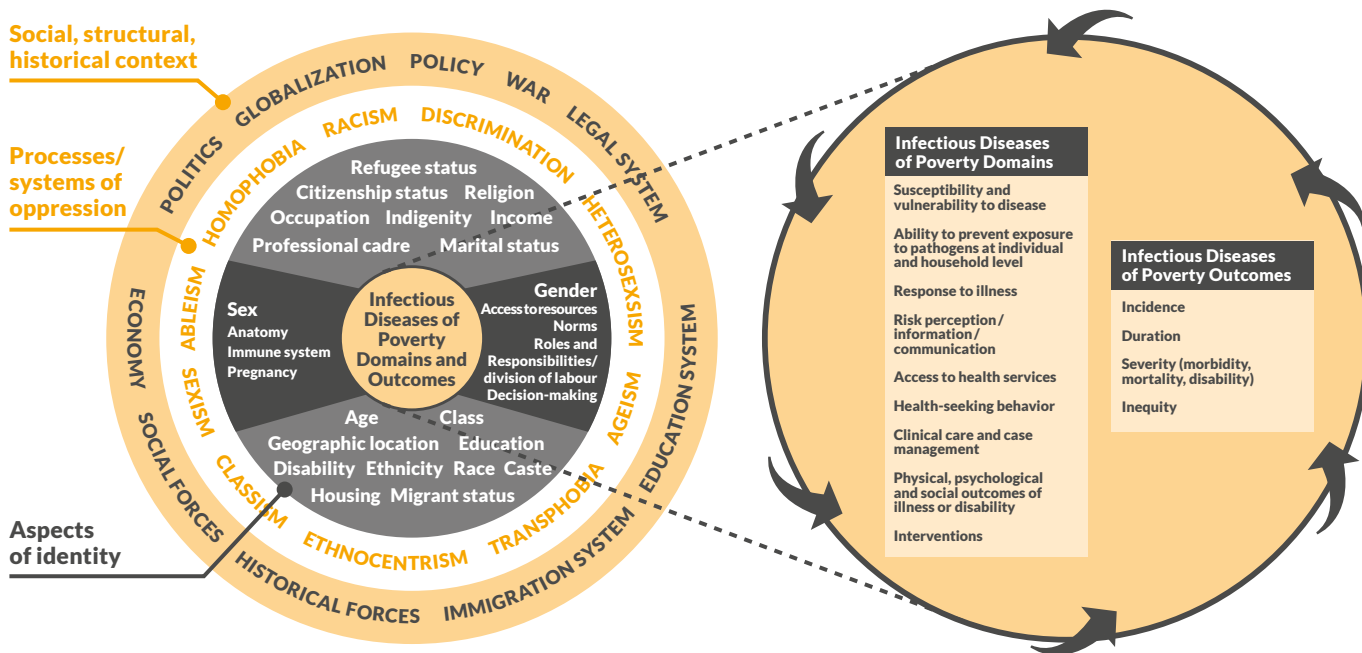 Social, structural,
historical context
Processes/
systems of
oppression
Aspects
of identity
POLITICS
GLOBALIZATION
POLICY
WAR
LEGAL SYSTEM
EDUCATION SYSTEM
IMMIGRATION SYSTEM
HISTORICAL FORCES
SOCIAL FORCES
ECONOMY
HOMOPHOBIA
RACISM
DISCRIMINATION
HETEROSEXSISM
AGEISM
TRANSPHOBIA
ETHNOCENTRISM
CLASSISM
SEXISM
ABLEISM
Refugee status
Citizenship status Religion
Occupation Indigenity Income
Professional cadre Marital status
Sex
Anatomy
Immune system
Pregnancy
Infectious
Diseases of
Poverty
Domains and
Outcomes
Gender
Access to resources
Norms
Roles and
Responsibilities/
division of labour
Decision-making
Age Class
Geographic location Education
Disability Ethnicity Race Caste
Housing Migrant status
Infectious Diseases
of Poverty Domains
Susceptibility and
vulnerability to disease
Ability to prevent exposure
to pathogens at individual
and household level
Response to illness
Risk perception/
information/
communication
Access to health services
Health-seeking behavior
Clinical care and case
management
Physical, psychological
and social outcomes of
illness or disability
Interventions
Infectious Diseases
of Poverty Outcomes
Incidence
Duration
Severity (morbidity,
mortality, disability)
Inequity